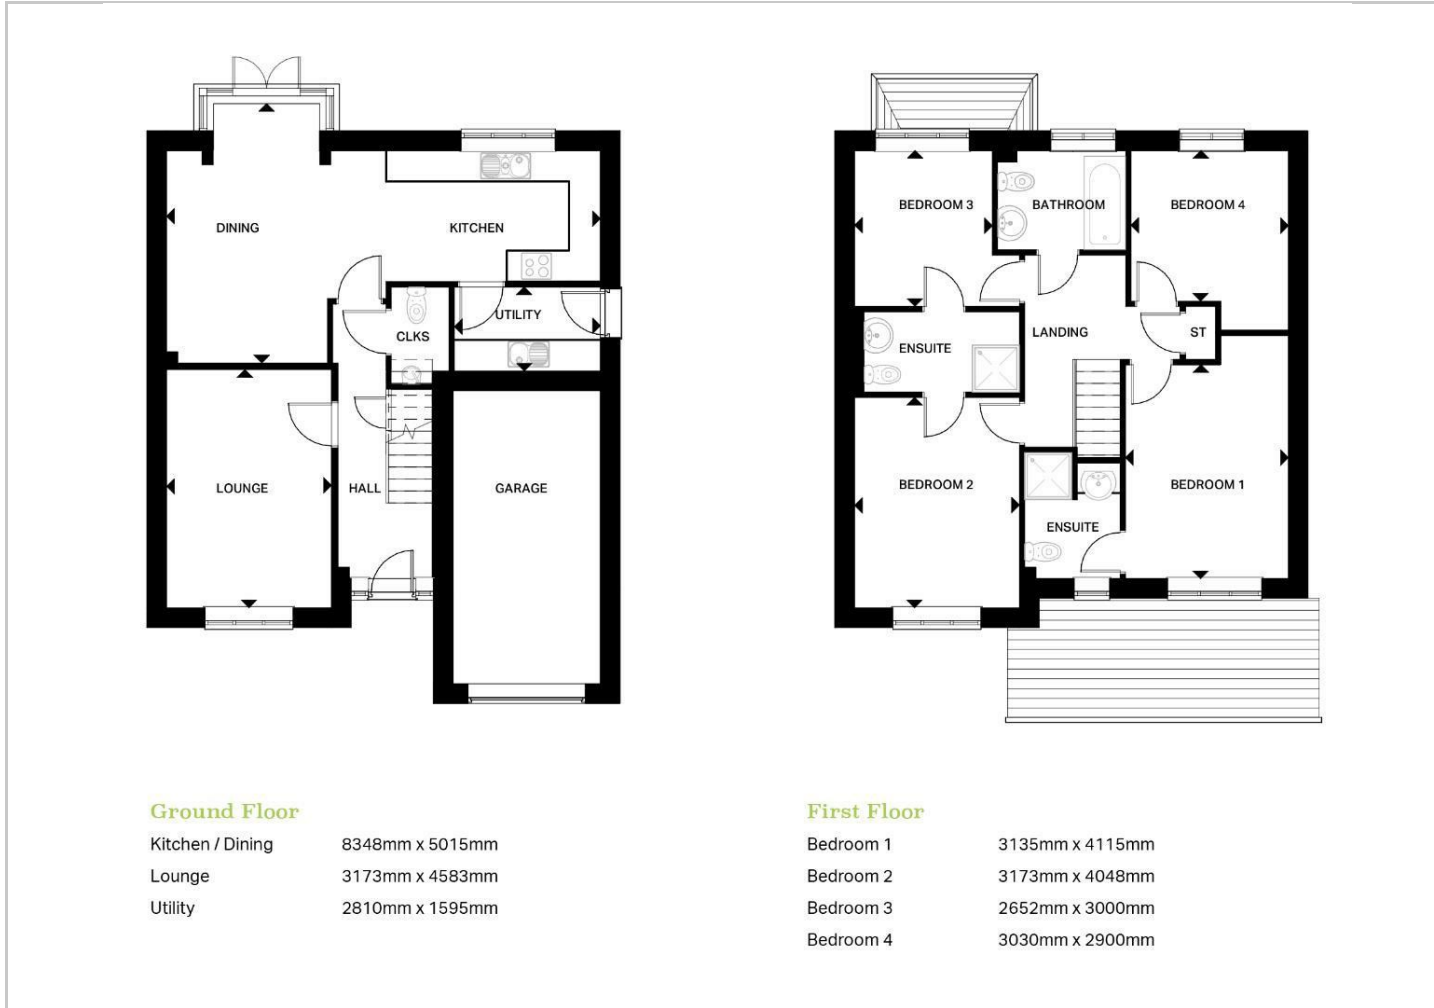 DINING
KITCHEN
UTILITY
CLKS
LOUNGE
HALL
GARAGE
BEDROOM 3
BATHROOM
BEDROOM 4
LANDING
ST
ENSUITE
BEDROOM 2
BEDROOM 1
ENSUITE
Ground Floor
Kitchen / Dining 8348mm x 5015mm
Lounge 3173mm x 4583mm
Utility 2810mm x 1595mm
First Floor
Bedroom 1 3135mm x 4115mm
Bedroom 2 3173mm x 4048mm
Bedroom 3 2652mm x 3000mm
Bedroom 4 3030mm x 2900mm